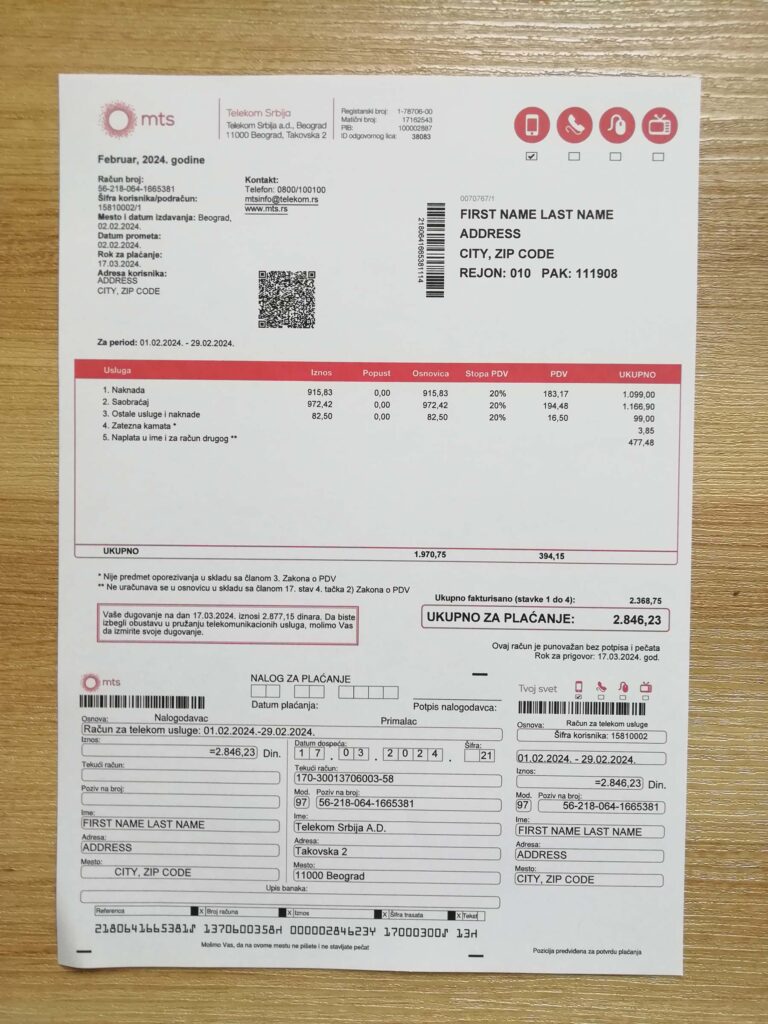 mts
Telekom Srbija
Telekom Srbija a.d., Beograd
11000 Beograd, Takovska 2
Registarski broj: 1-78706-00
Matični broj: 17162543
PIB: 100002887
ID odgovornog lica: 38083
Februar, 2024. godine
Račun broj:
56-218-064-1665381
Šifra korisnika/podračun:
15810002/1
Mesto i datum izdavanja: Beograd,
02.02.2024.
Datum prometa:
02.02.2024.
Rok za plaćanje:
17.03.2024.
Adresa korisnika:
ADDRESS
CITY, ZIP CODE
Kontakt:
Telefon: 0800/100100
mtsinfo@telekom.rs
www.mts.rs
2180641665381114
0070767/1
FIRST NAME LAST NAME
ADDRESS
CITY, ZIP CODE
REJON: 010 PAK: 111908
Za period: 01.02.2024. - 29.02.2024.
Usluga Iznos Popust Osnovica Stopa PDV PDV UKUPNO
1. Naknada 915,83 0,00 915,83 20% 183,17 1.099,00
2. Saobraćaj 972,42 0,00 972,42 20% 194,48 1.166,90
3. Ostale usluge i naknade 82,50 0,00 82,50 20% 16,50 99,00
4. Zatezna kamata * 3,85
5. Naplata u ime i za račun drugog ** 477,48
UKUPNO 1.970,75 394,15
* Nije predmet oporezivanja u skladu sa članom 3. Zakona o PDV
** Ne uračunava se u osnovicu u skladu sa članom 17. stav 4. tačka 2) Zakona o PDV
Ukupno fakturisano (stavke 1 do 4): 2.368,75
UKUPNO ZA PLAĆANJE: 2.846,23
Vaše dugovanje na dan 17.03.2024. iznosi 2.877,15 dinara. Da biste
izbegli obustavu u pružanju telekomunikacionih usluga, molimo Vas
da izmirite svoje dugovanje.
Ovaj račun je punovažan bez potpisa i pečata
Rok za prigovor: 17.03.2024. god.
mts
NALOG ZA PLAĆANJE
Datum plaćanja:
Potpis nalogodavca:
Nalogodavac
Primalac
Osnova:
Račun za telekom usluge: 01.02.2024.-29.02.2024.
Iznos:
=2.846,23 Din.
Tekući račun:
Poziv na broj:
Ime:
FIRST NAME LAST NAME
Adresa:
ADDRESS
Mesto:
CITY, ZIP CODE
Datum dospeća:
17.03.2024.
Šifra:
21
Tekući račun:
170-30013706003-58
Mod. Poziv na broj:
97 56-218-064-1665381
Ime:
Telekom Srbija A.D.
Adresa:
Takovska 2
Mesto:
11000 Beograd
Upis banaka:
Referenca X Broj računa X Iznos X Šifra trasata X Tekst
Tvoj svet
Osnova: Račun za telekom usluge
Šifra korisnika: 15810002
01.02.2024. - 29.02.2024.
Iznos:
=2.846,23 Din.
Mod. Poziv na broj:
97 56-218-064-1665381
Ime:
FIRST NAME LAST NAME
Adresa:
ADDRESS
Mesto:
CITY, ZIP CODE
Molimo Vas, da na ovome mestu ne pišete i ne stavljate pečat
Pozicija predviđena za potvrdu plaćanja